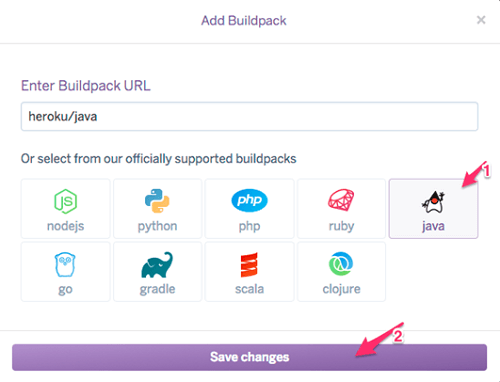 Add Buildpack
×
Enter Buildpack URL
heroku/java
Or select from our officially supported buildpacks
JS
php
1
nodejs
python
php
ruby
java
go
gradle
scala
clojure
2
Save changes